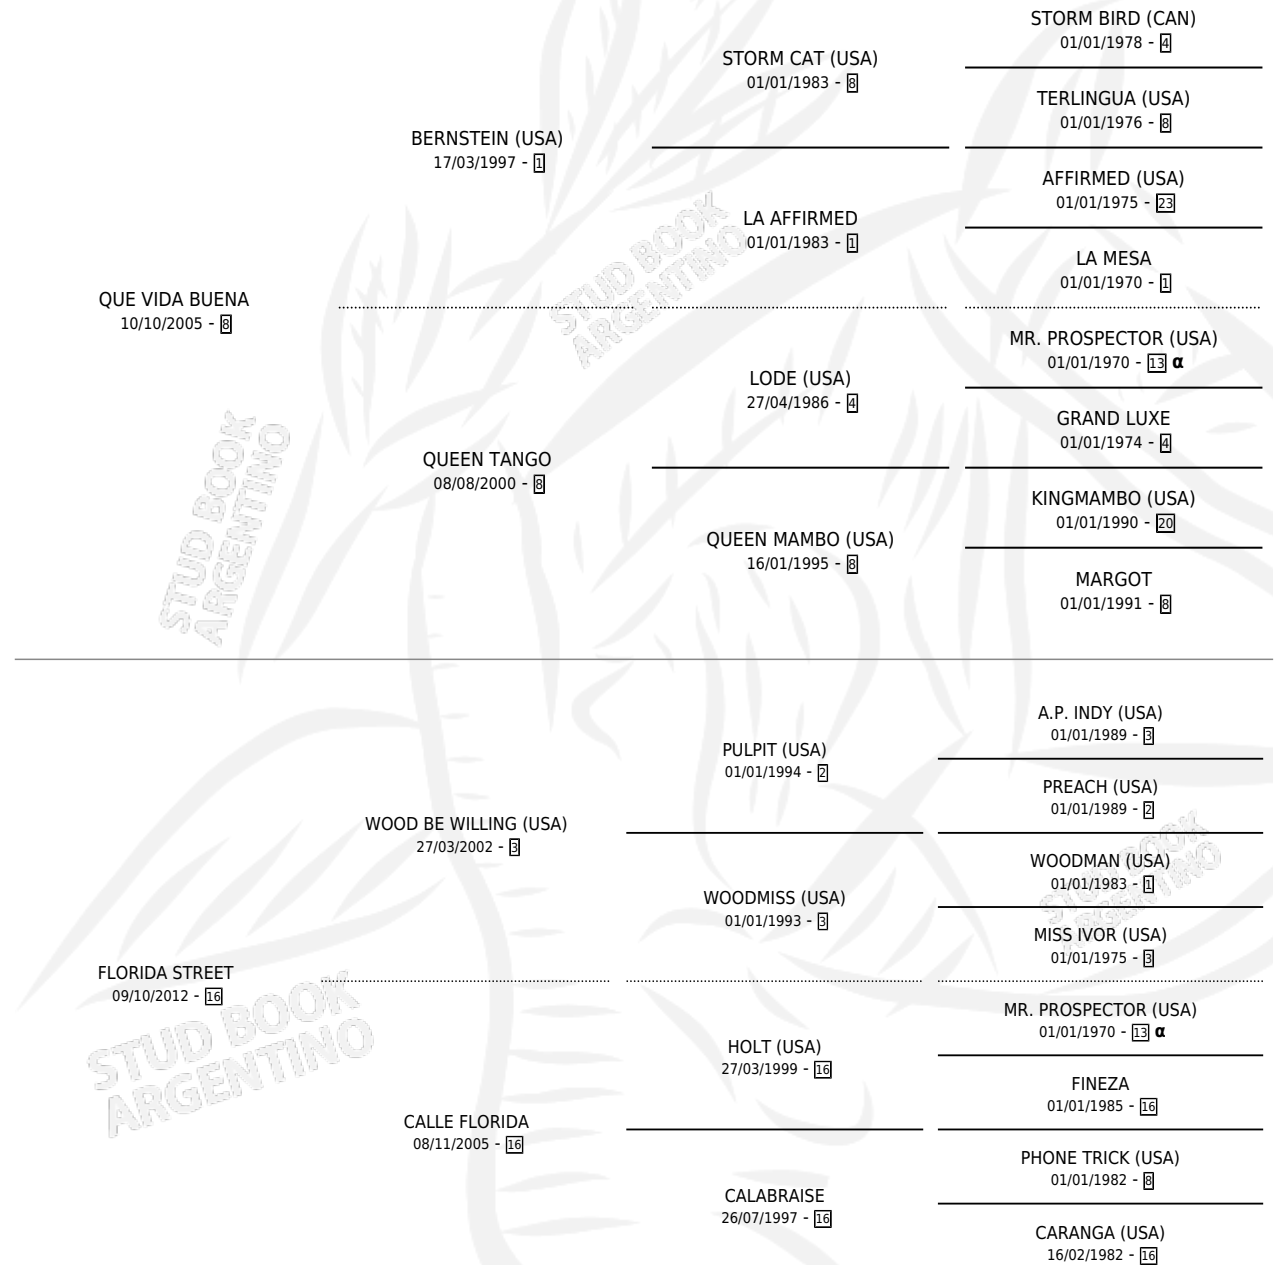 STORM BIRD (CAN)
01/01/1978 - 4
STORM CAT (USA)
01/01/1983 - 8
TERLINGUA (USA)
01/01/1976 - 8
BERNSTEIN (USA)
17/03/1997 - 1
AFFIRMED (USA)
01/01/1975 - 23
LA AFFIRMED
01/01/1983 - 1
LA MESA
01/01/1970 - 1
QUE VIDA BUENA
10/10/2005 - 8
MR. PROSPECTOR (USA)
01/01/1970 - 13 α
LODE (USA)
27/04/1986 - 4
GRAND LUXE
01/01/1974 - 4
QUEEN TANGO
08/08/2000 - 8
KINGMAMBO (USA)
01/01/1990 - 20
QUEEN MAMBO (USA)
16/01/1995 - 8
MARGOT
01/01/1991 - 8
STUD BOOK
ARGENTINO
STUD BOOK
ARGENTINO
A.P. INDY (USA)
01/01/1989 - 3
PULPIT (USA)
01/01/1994 - 2
PREACH (USA)
01/01/1989 - 2
WOOD BE WILLING (USA)
27/03/2002 - 3
WOODMAN (USA)
01/01/1983 - 1
WOODMISS (USA)
01/01/1993 - 3
MISS IVOR (USA)
01/01/1975 - 3
STUD BOOK
ARGENTINO
FLORIDA STREET
09/10/2012 - 16
MR. PROSPECTOR (USA)
01/01/1970 - 13 α
HOLT (USA)
27/03/1999 - 16
FINEZA
01/01/1985 - 16
CALLE FLORIDA
08/11/2005 - 16
PHONE TRICK (USA)
01/01/1982 - 8
CALABRAISE
26/07/1997 - 16
CARANGA (USA)
16/02/1982 - 16
STUD BOOK
ARGENTINO